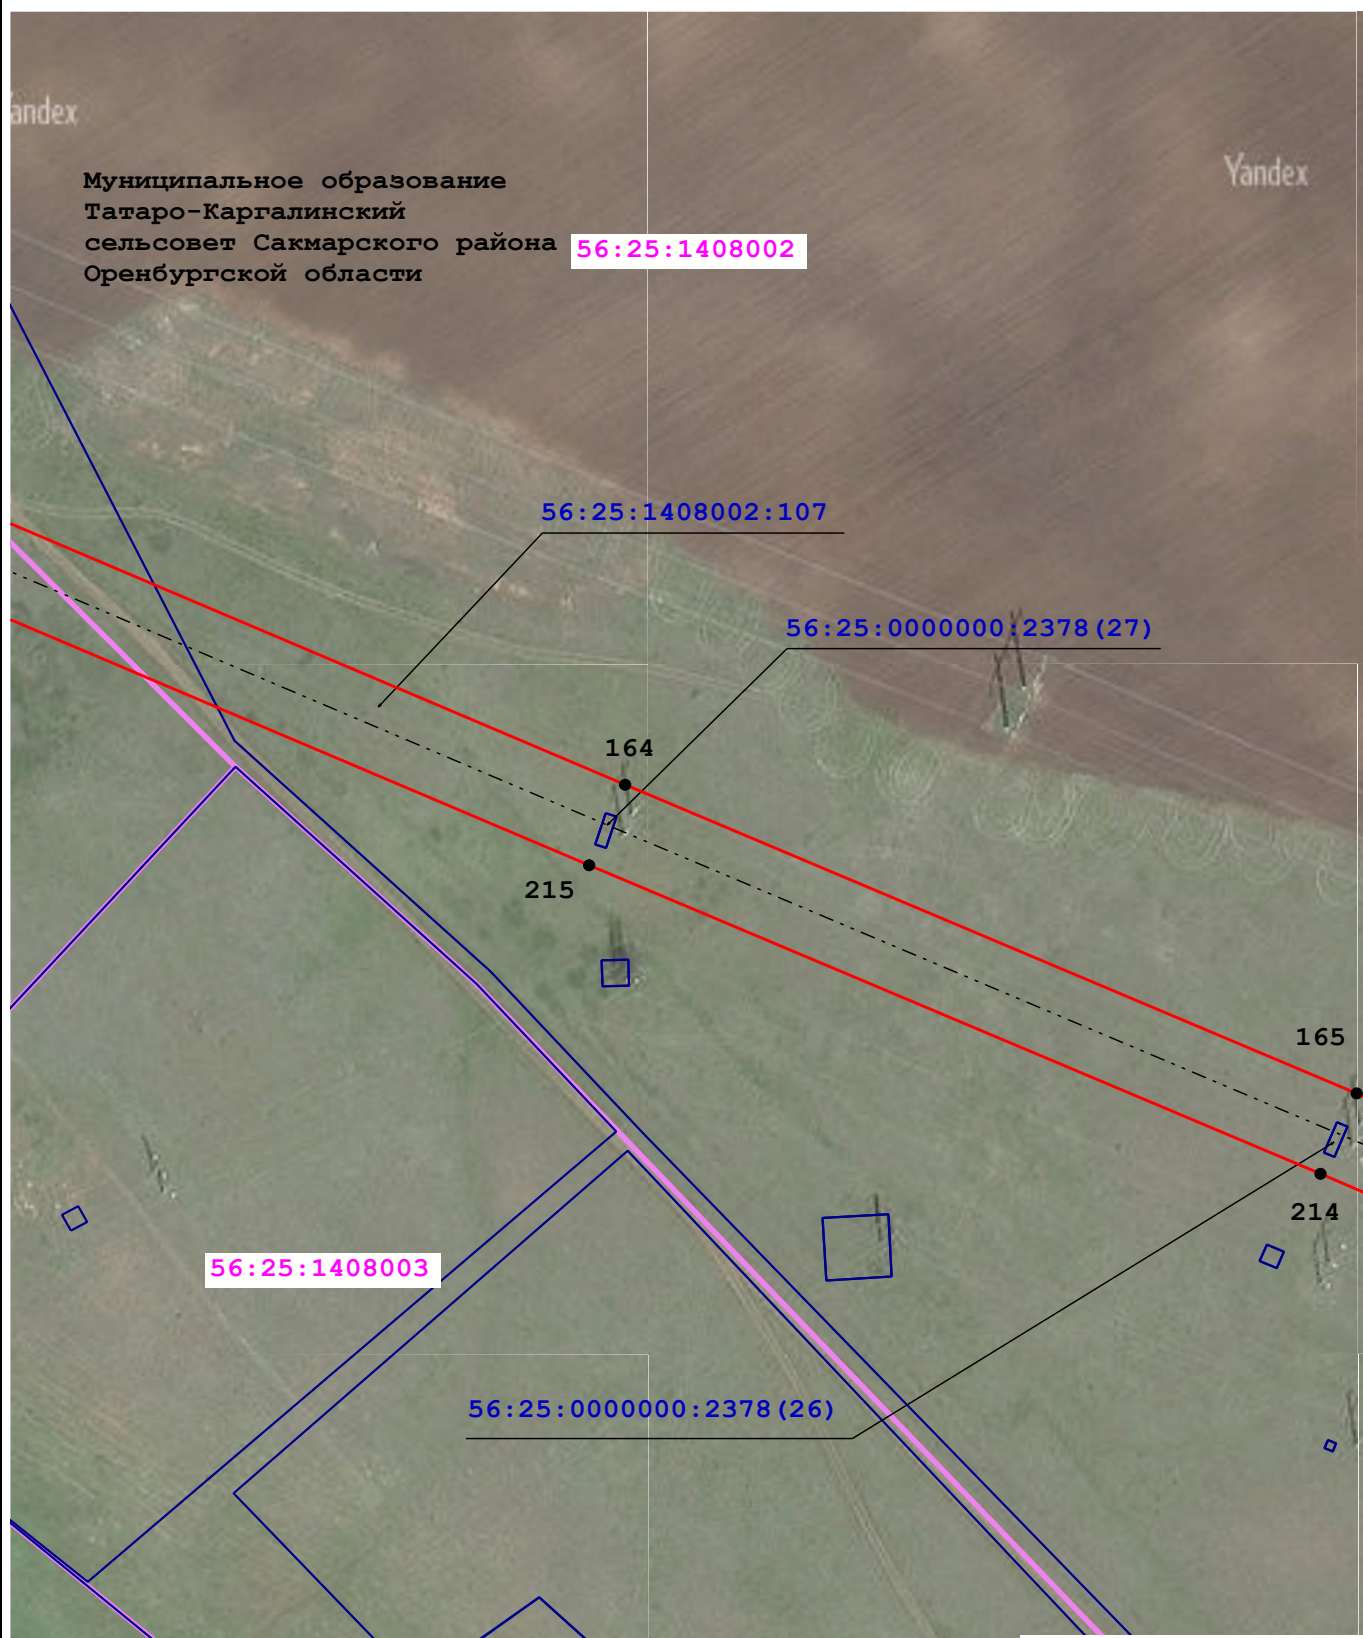 andex
Yandex
Муниципальное образование
Татаро-Каргалинский
сельсовет Сакмарского района
Оренбургской области
56:25:1408002
56:25:1408002:107
56:25:0000000:2378(27)
164
215
165
214
56:25:1408003
56:25:0000000:2378(26)